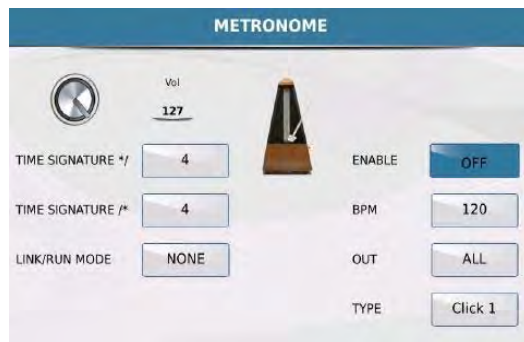 METRONOME
Vol
127
TIME SIGNATURE */ 4 ENABLE OFF
TIME SIGNATURE /* 4 BPM 120
LINK/RUN MODE NONE OUT ALL
TYPE Click 1